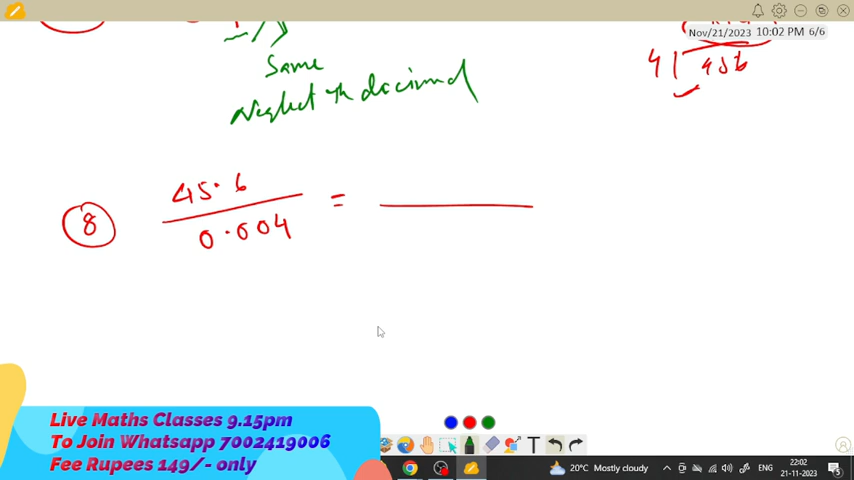 Nov/21/2023 10:02 PM 6/6
Same
Neglect the decimal
4 456
8 45.6 =
0.004
Live Maths Classes 9.15pm
To Join Whatsapp 7002419006
Fee Rupees 149/- only
T
20°C Mostly cloudy ENG 22:02
21-11-2023 5